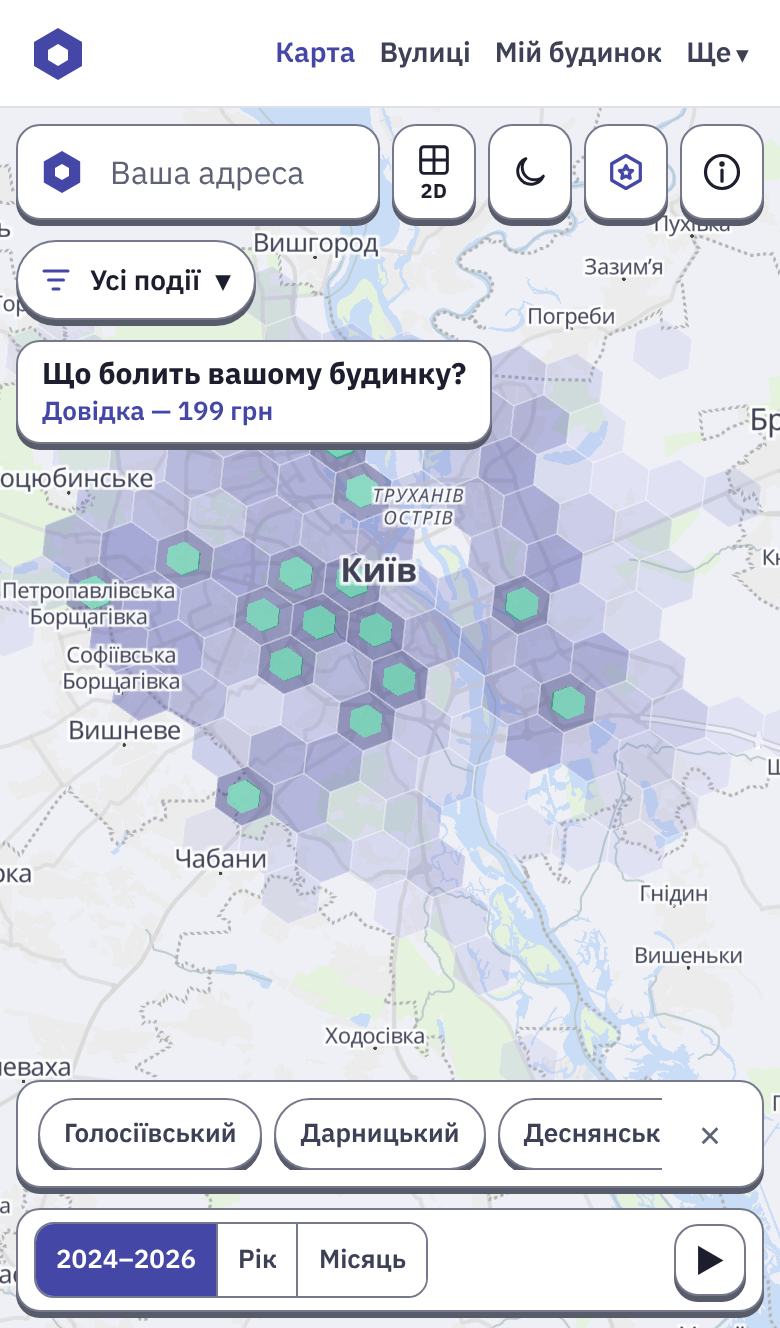 Карта Вулиці Мій будинок Ще ▾
Ваша адреса
2D
Пухівка
Вишгород
Зазим’я
Усі події ▼
Погреби
Що болить вашому будинку?
Довідка — 199 грн
оцюбинське
ТРУХАНІВ
ОСТРІВ
Київ
Петропавлівська
Борщагівка
Софіївська
Борщагівка
Вишневе
Чабани
Гнідин
Вишеньки
Ходосівка
Голосіївський Дарницький Деснянськ ×
2024–2026 Рік Місяць